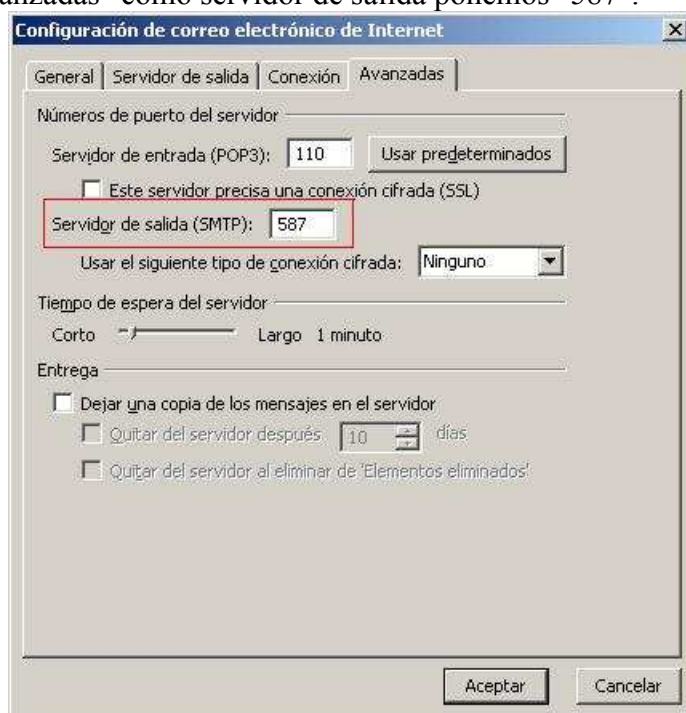 anzadas" como servidor de salida ponemos "587".
Configuración de correo electrónico de Internet
General Servidor de salida Conexión Avanzadas
Números de puerto del servidor
Servidor de entrada (POP3): 110 Usar predeterminados
Este servidor precisa una conexión cifrada (SSL)
Servidor de salida (SMTP): 587
Usar el siguiente tipo de conexión cifrada: Ninguno
Tiempo de espera del servidor
Corto Largo 1 minuto
Entrega
Dejar una copia de los mensajes en el servidor
Quitar del servidor después 10 días
Quitar del servidor al eliminar de 'Elementos eliminados'
Aceptar Cancelar